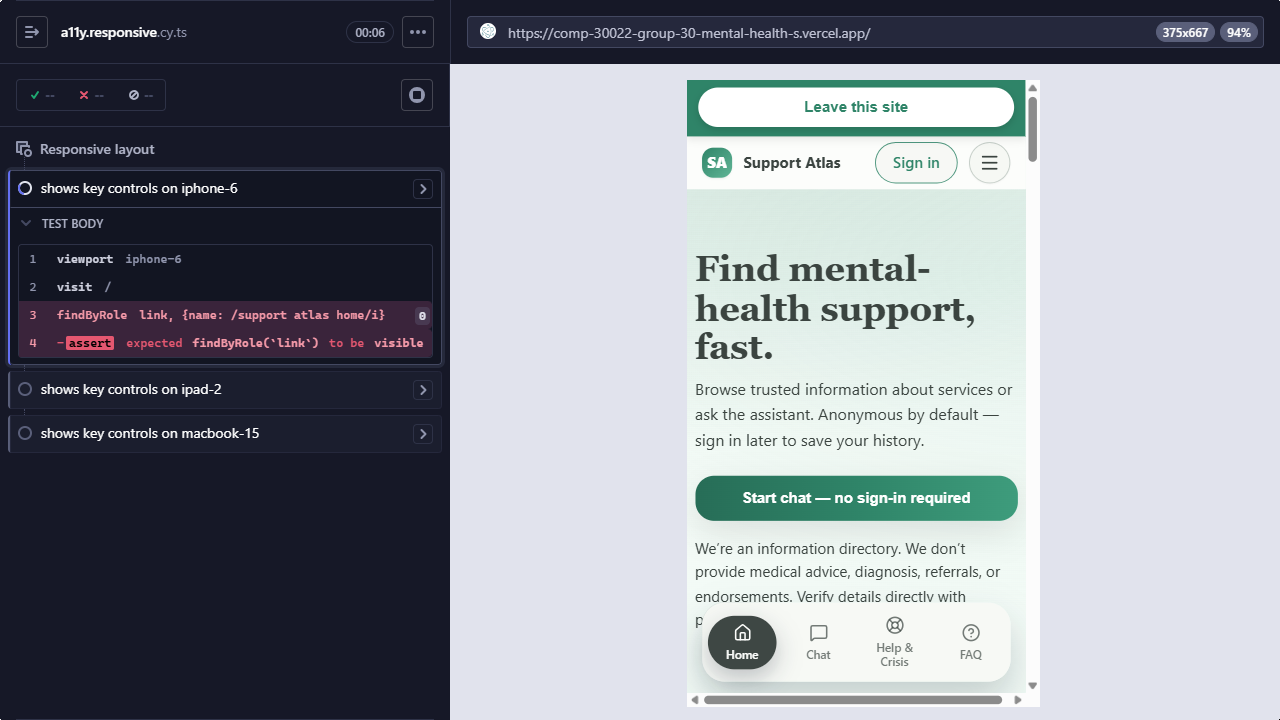 a11y.responsive.cy.ts
00:06
-- -- --
Responsive layout
shows key controls on iphone-6
TEST BODY
1 viewport iphone-6
2 visit /
3 findByRole link, {name: /support atlas home/i} 0
4 -assert expected findByRole(`link`) to be visible
shows key controls on ipad-2
shows key controls on macbook-15
https://comp-30022-group-30-mental-health-s.vercel.app/
375x667 94%
Leave this site
SA Support Atlas Sign in
Find mental-
health support,
fast.
Browse trusted information about services or
ask the assistant. Anonymous by default —
sign in later to save your history.
Start chat — no sign-in required
We’re an information directory. We don’t
provide medical advice, diagnosis, referrals, or
endorsements. Verify details directly with
Home Chat Help &
Crisis FAQ